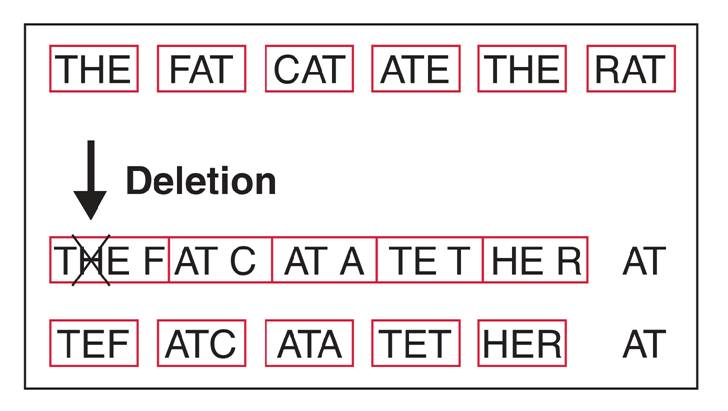 THE FAT CAT ATE THE RAT
Deletion
THE F AT C AT A TE T HE R AT
TEF ATC ATA TET HER AT